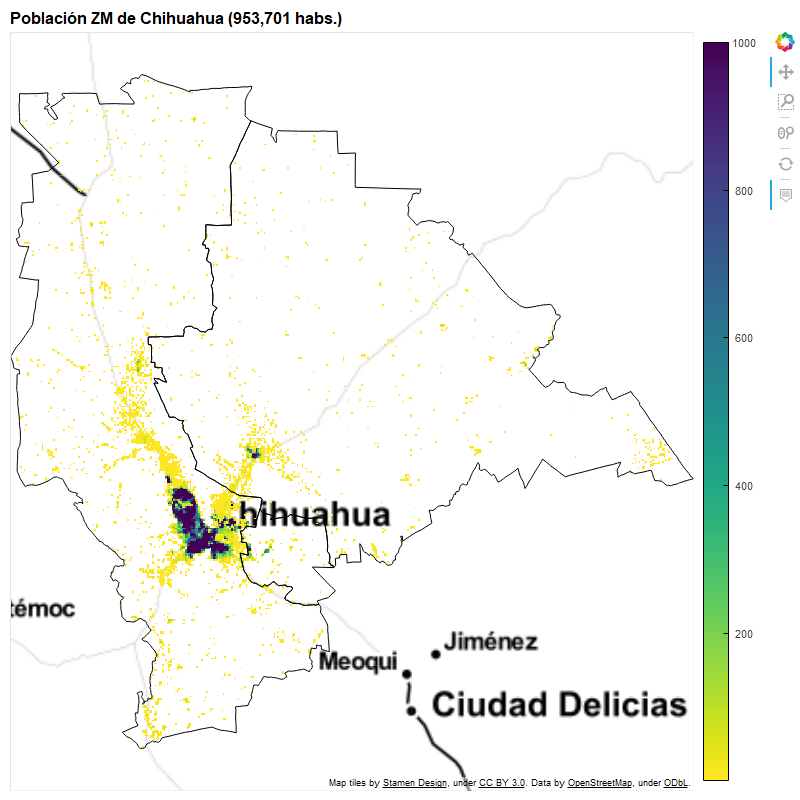 Población ZM de Chihuahua (953,701 habs.)
1000
800
600
400
200
hihuahua
témoc
Jiménez
Meoqui
Ciudad Delicias
Map tiles by Stamen Design, under CC BY 3.0. Data by OpenStreetMap, under ODbL.